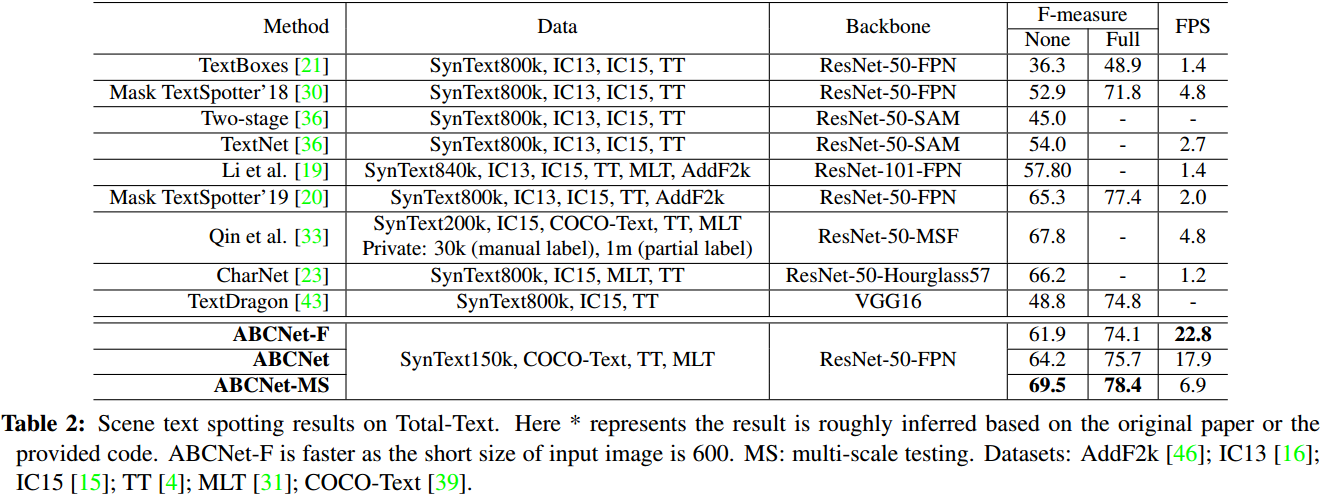 Method Data Backbone F-measure FPS
None Full
TextBoxes [21] SynText800k, IC13, IC15, TT ResNet-50-FPN 36.3 48.9 1.4
Mask TextSpotter'18 [30] SynText800k, IC13, IC15, TT ResNet-50-FPN 52.9 71.8 4.8
Two-stage [36] SynText800k, IC13, IC15, TT ResNet-50-SAM 45.0 - -
TextNet [36] SynText800k, IC13, IC15, TT ResNet-50-SAM 54.0 - 2.7
Li et al. [19] SynText840k, IC13, IC15, TT, MLT, AddF2k ResNet-101-FPN 57.80 - 1.4
Mask TextSpotter'19 [20] SynText800k, IC13, IC15, TT, AddF2k ResNet-50-FPN 65.3 77.4 2.0
Qin et al. [33] SynText200k, IC15, COCO-Text, TT, MLT
Private: 30k (manual label), 1m (partial label) ResNet-50-MSF 67.8 - 4.8
CharNet [23] SynText800k, IC15, MLT, TT ResNet-50-Hourglass57 66.2 - 1.2
TextDragon [43] SynText800k, IC15, TT VGG16 48.8 74.8 -
ABCNet-F 61.9 74.1 22.8
ABCNet SynText150k, COCO-Text, TT, MLT ResNet-50-FPN 64.2 75.7 17.9
ABCNet-MS 69.5 78.4 6.9
Table 2: Scene text spotting results on Total-Text. Here * represents the result is roughly inferred based on the original paper or the
provided code. ABCNet-F is faster as the short size of input image is 600. MS: multi-scale testing. Datasets: AddF2k [46]; IC13 [16];
IC15 [15]; TT [4]; MLT [31]; COCO-Text [39].